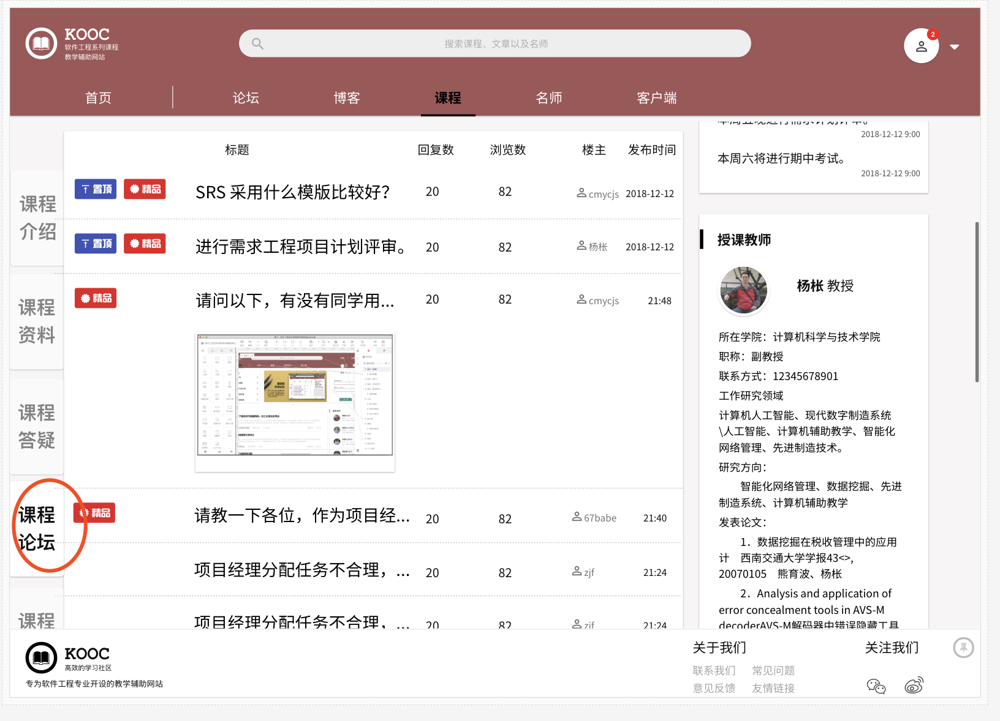 KOOC
软件工程系列课程
教学辅助网站
搜索课程、文章以及名师
2
首页
论坛
博客
课程
名师
客户端
标题 回复数 浏览数 楼主 发布时间
置顶 精品 SRS 采用什么模版比较好？ 20 82 cmycjs 2018-12-12
置顶 精品 进行需求工程项目计划评审。 20 82 杨枨 2018-12-12
精品 请问以下，有没有同学用... 20 82 cmycjs 21:48
精品 请教一下各位，作为项目经... 20 82 67babe 21:40
项目经理分配任务不合理，... 20 82 zjf 21:24
项目经理分配任务不合理，... 20 82 zjf 21:24
课程
介绍
课程
资料
课程
答疑
课程
论坛
课程
本周五晚进行需求计划评审。
2018-12-12 9:00
本周六将进行期中考试。
2018-12-12 9:00
授课教师
杨枨 教授
所在学院：计算机科学与技术学院
职称：副教授
联系方式：12345678901
工作研究领域
计算机人工智能、现代数字制造系统
\人工智能、计算机辅助教学、智能化
网络管理、先进制造技术。
研究方向：
智能化网络管理、数据挖掘、先进
制造系统、计算机辅助教学
发表论文：
1．数据挖掘在税收管理中的应用
计 西南交通大学学报43<>,
20070105 熊育波、杨枨
2．Analysis and application of
error concealment tools in AVS-M
decoderAVS-M解码器中错误隐藏工具
KOOC
高效的学习社区
专为软件工程专业开设的教学辅助网站
关于我们
联系我们 常见问题
意见反馈 友情链接
关注我们